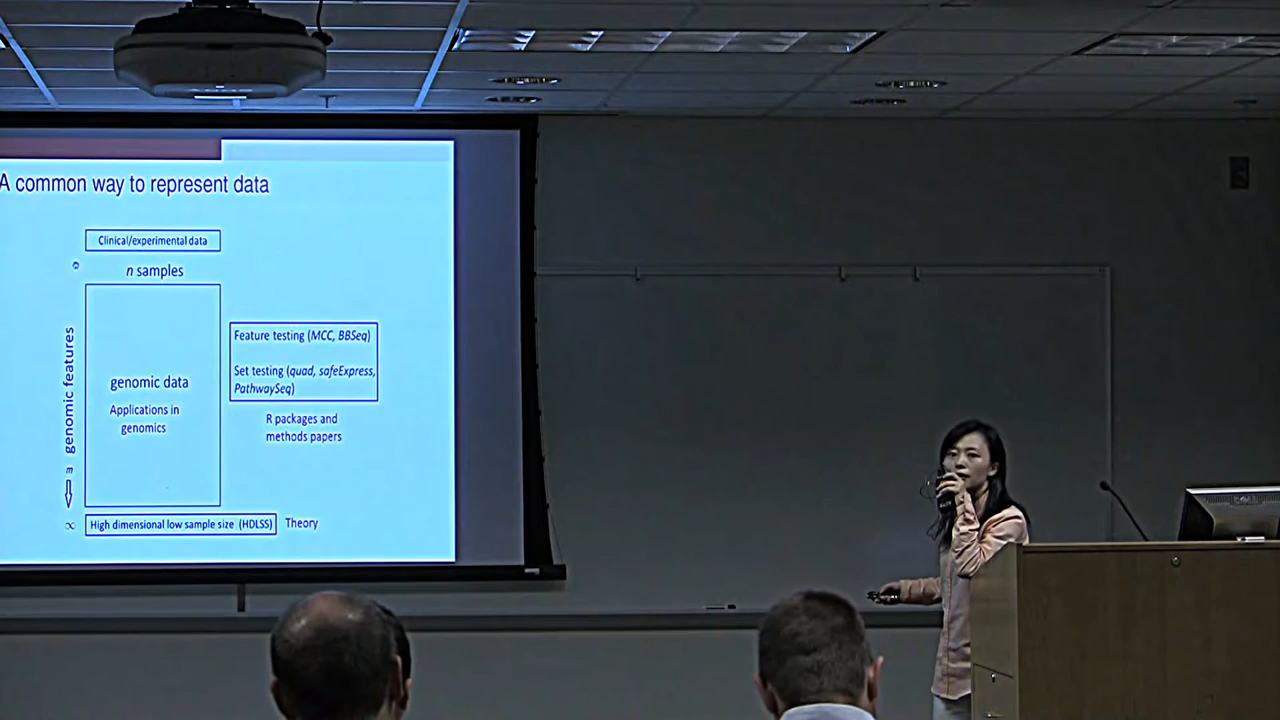 A common way to represent data
Clinical/experimental data
n samples
genomic features
m
∞
genomic data
Applications in
genomics
Feature testing (MCC, BBSeq)
Set testing (quad, safeExpress,
PathwaySeq)
R packages and
methods papers
High dimensional low sample size (HDLSS)
Theory